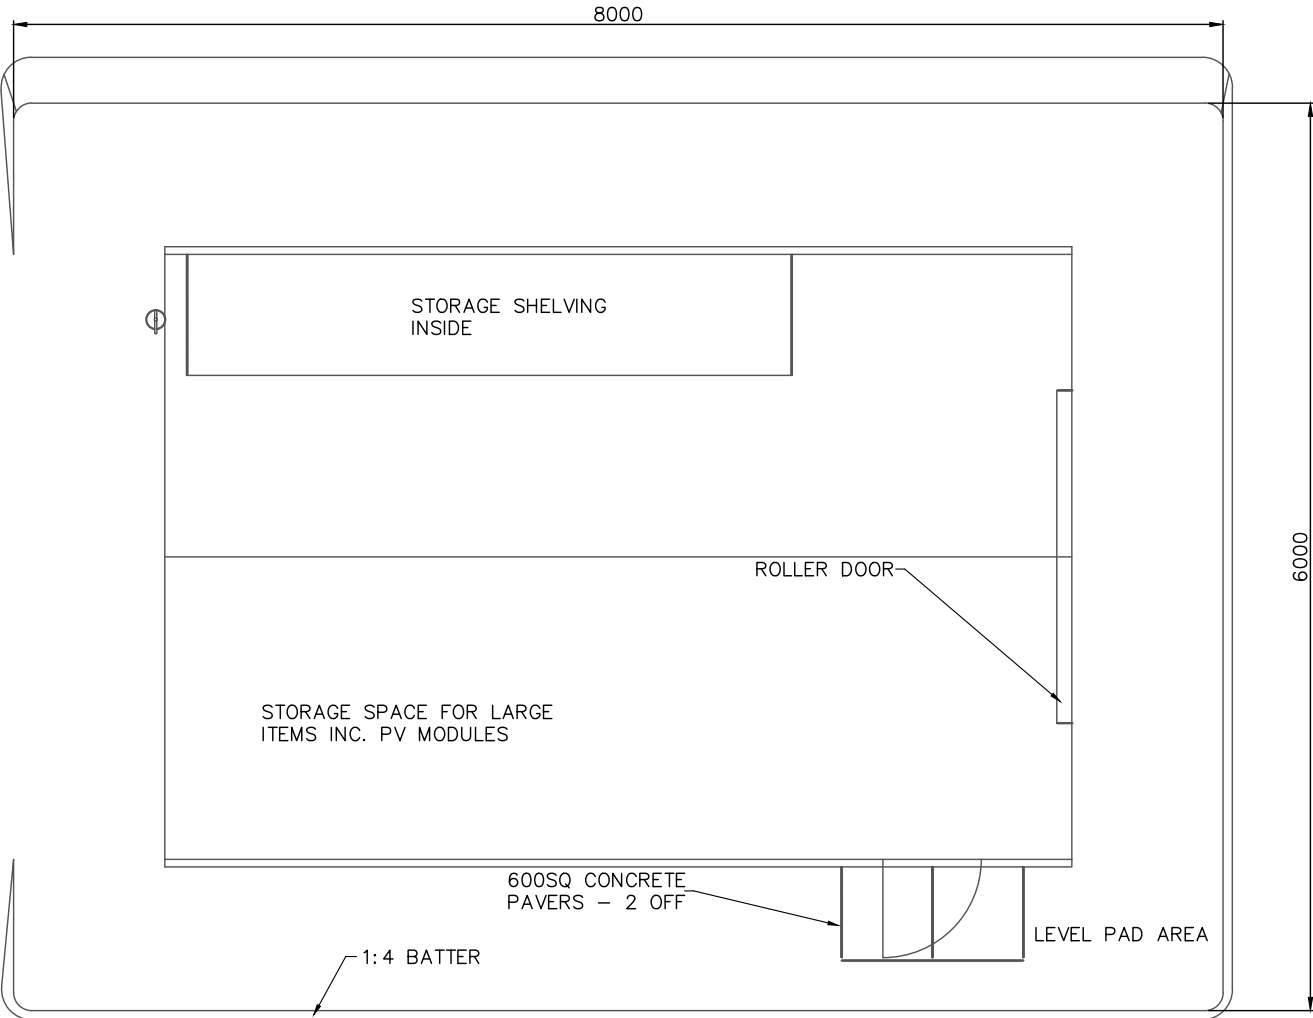 8000
STORAGE SHELVING
INSIDE
6000
ROLLER DOOR
STORAGE SPACE FOR LARGE
ITEMS INC. PV MODULES
600SQ CONCRETE
PAVERS – 2 OFF
LEVEL PAD AREA
1:4 BATTER